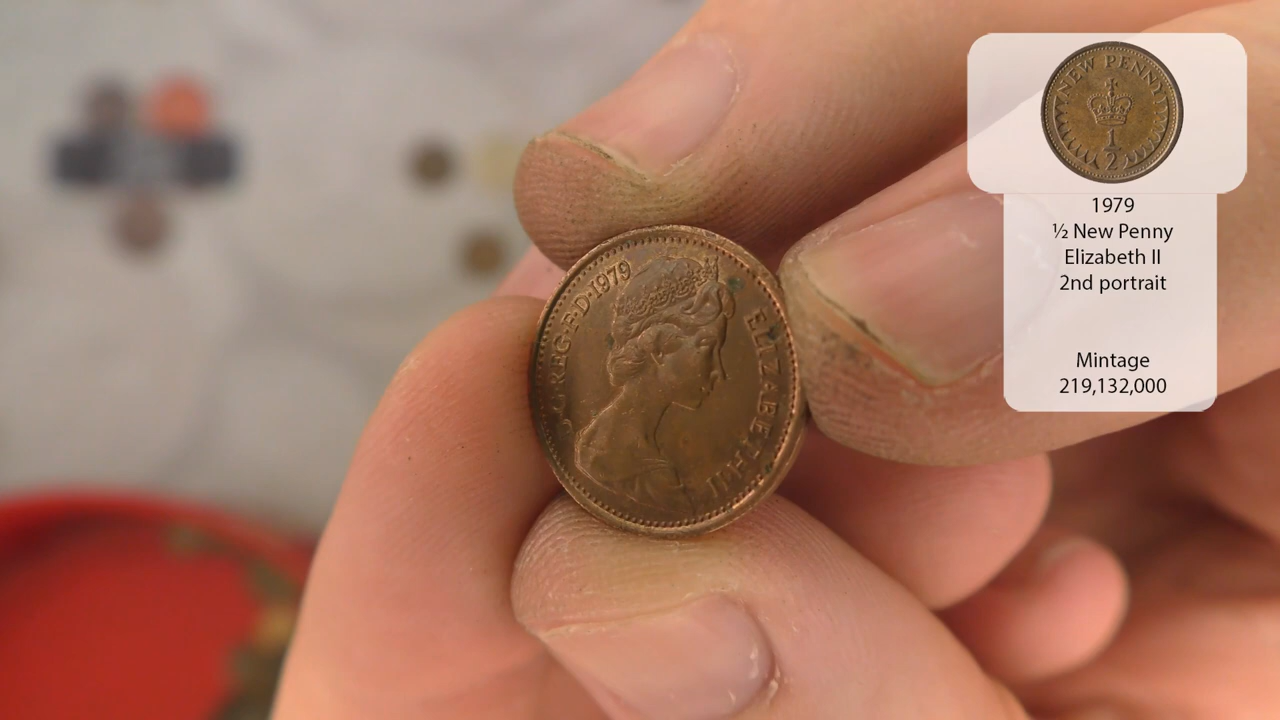 D·G·REG·F·D·1979
ELIZABETH II
NEW PENNY
1
2
1979
½ New Penny
Elizabeth II
2nd portrait
Mintage
219,132,000